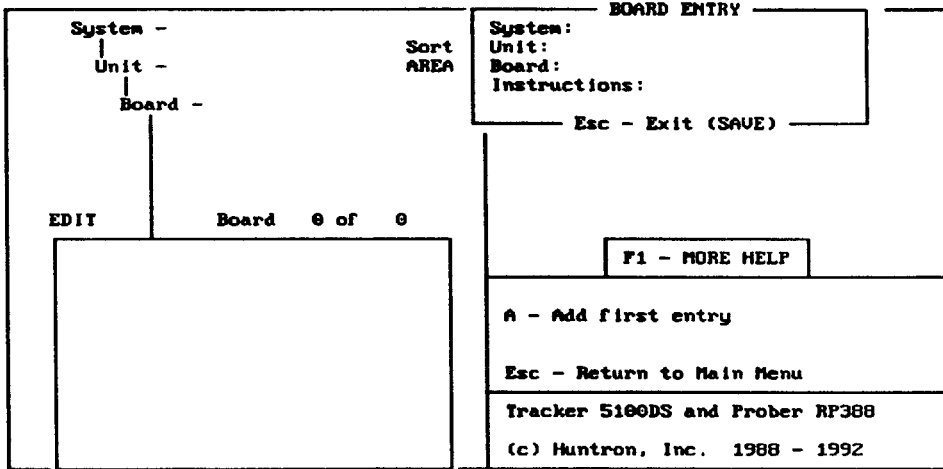 System -
Unit -
Board -
Sort
AREA
BOARD ENTRY
System:
Unit:
Board:
Instructions:
Esc - Exit (SAVE)
EDIT Board 0 of 0
F1 - MORE HELP
A - Add first entry
Esc - Return to Main Menu
Tracker 5100DS and Prober RP388
(c) Huntron, Inc. 1988 - 1992